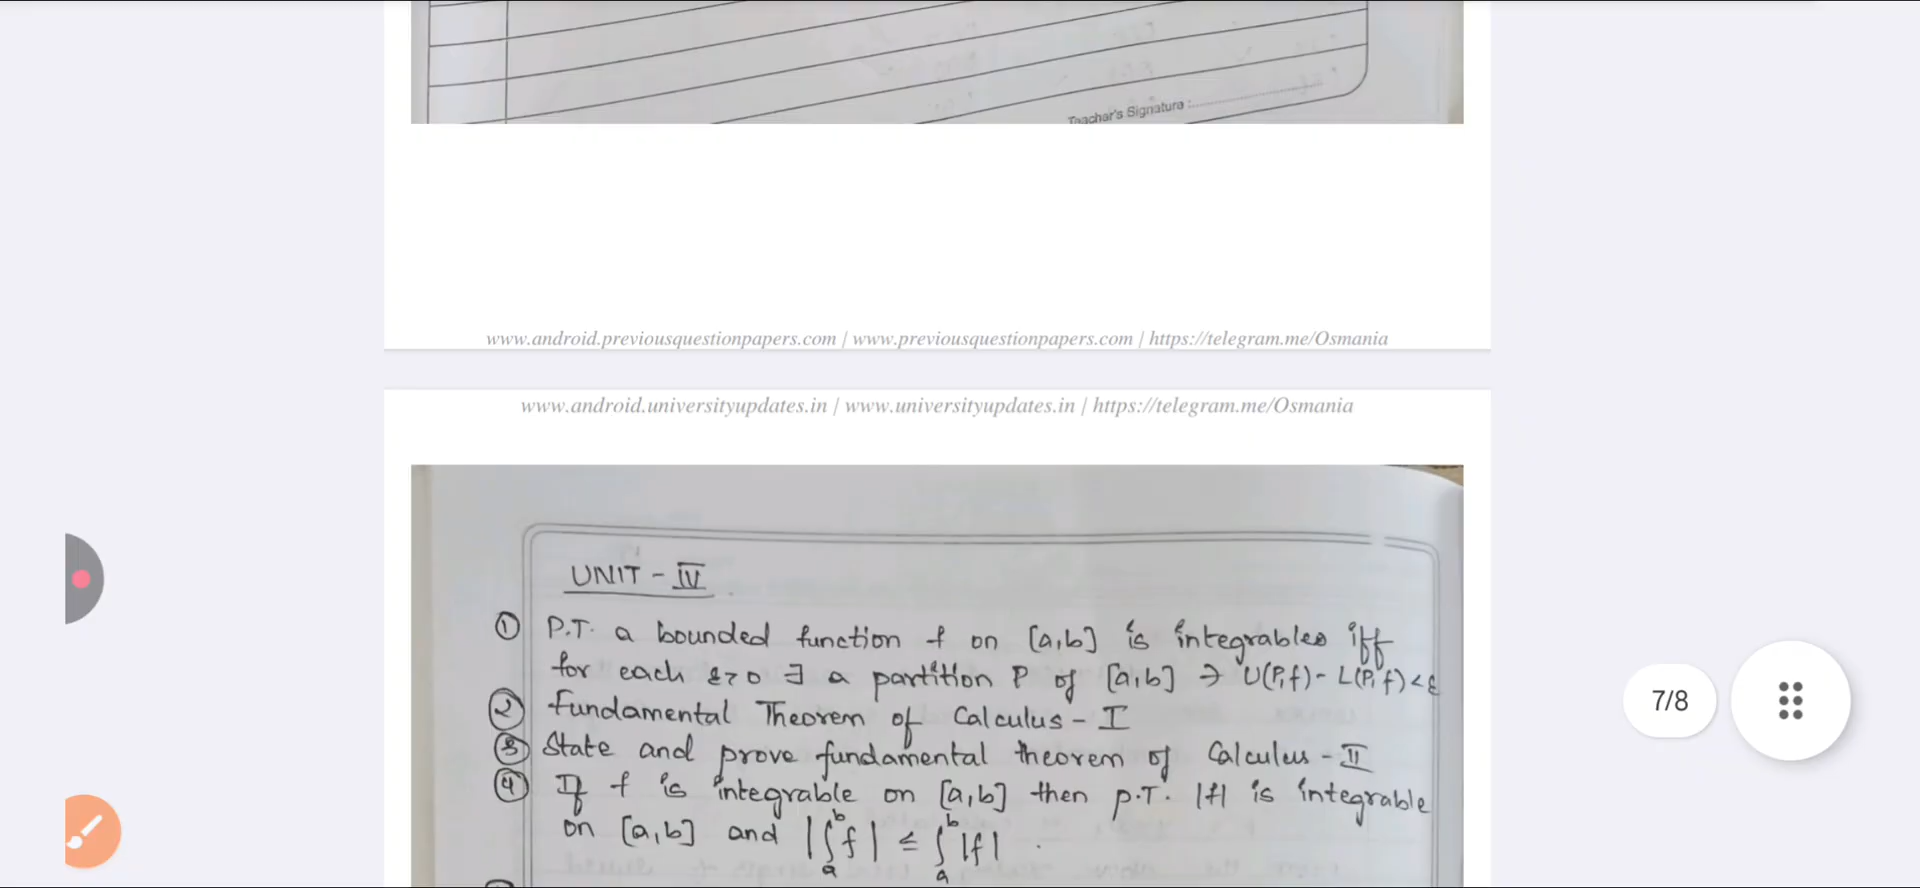 Teachar's Signatura :
www.android.previousquestionpapers.com | www.previousquestionpapers.com | https://telegram.me/Osmania
www.android.universityupdates.in | www.universityupdates.in | https://telegram.me/Osmania
UNIT - IV
① P.T. a bounded function f on [a,b] is integrables iff
for each ε>0 ∃ a partition P of [a,b] → U(P,f) - L(P,f) < ε
② Fundamental Theorem of Calculus - I
③ State and prove fundamental theorem of Calculus - II
④ If f is integrable on [a,b] then p.T. |f| is integrable
on [a,b] and |∫ₐᵇ f| ≤ ∫ₐᵇ |f| .
7/8